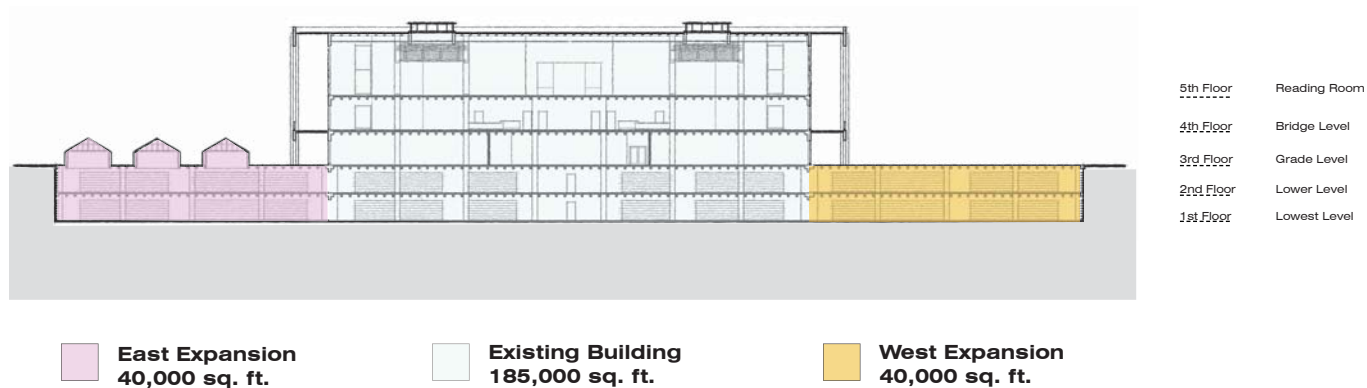 5th Floor Reading Room
4th Floor Bridge Level
3rd Floor Grade Level
2nd Floor Lower Level
1st Floor Lowest Level
East Expansion
40,000 sq. ft.
Existing Building
185,000 sq. ft.
West Expansion
40,000 sq. ft.